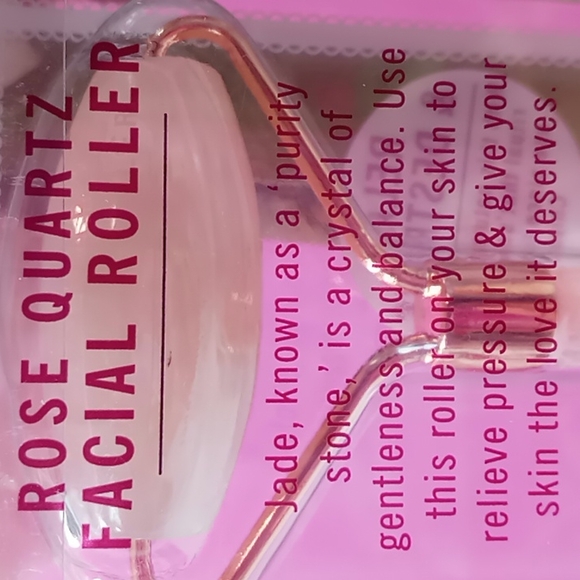 ROSE QUARTZ
FACIAL ROLLER
Jade, known as a 'purity
stone,' is a crystal of
gentleness and balance. Use
this roller on your skin to
relieve pressure & give your
skin the love it deserves.